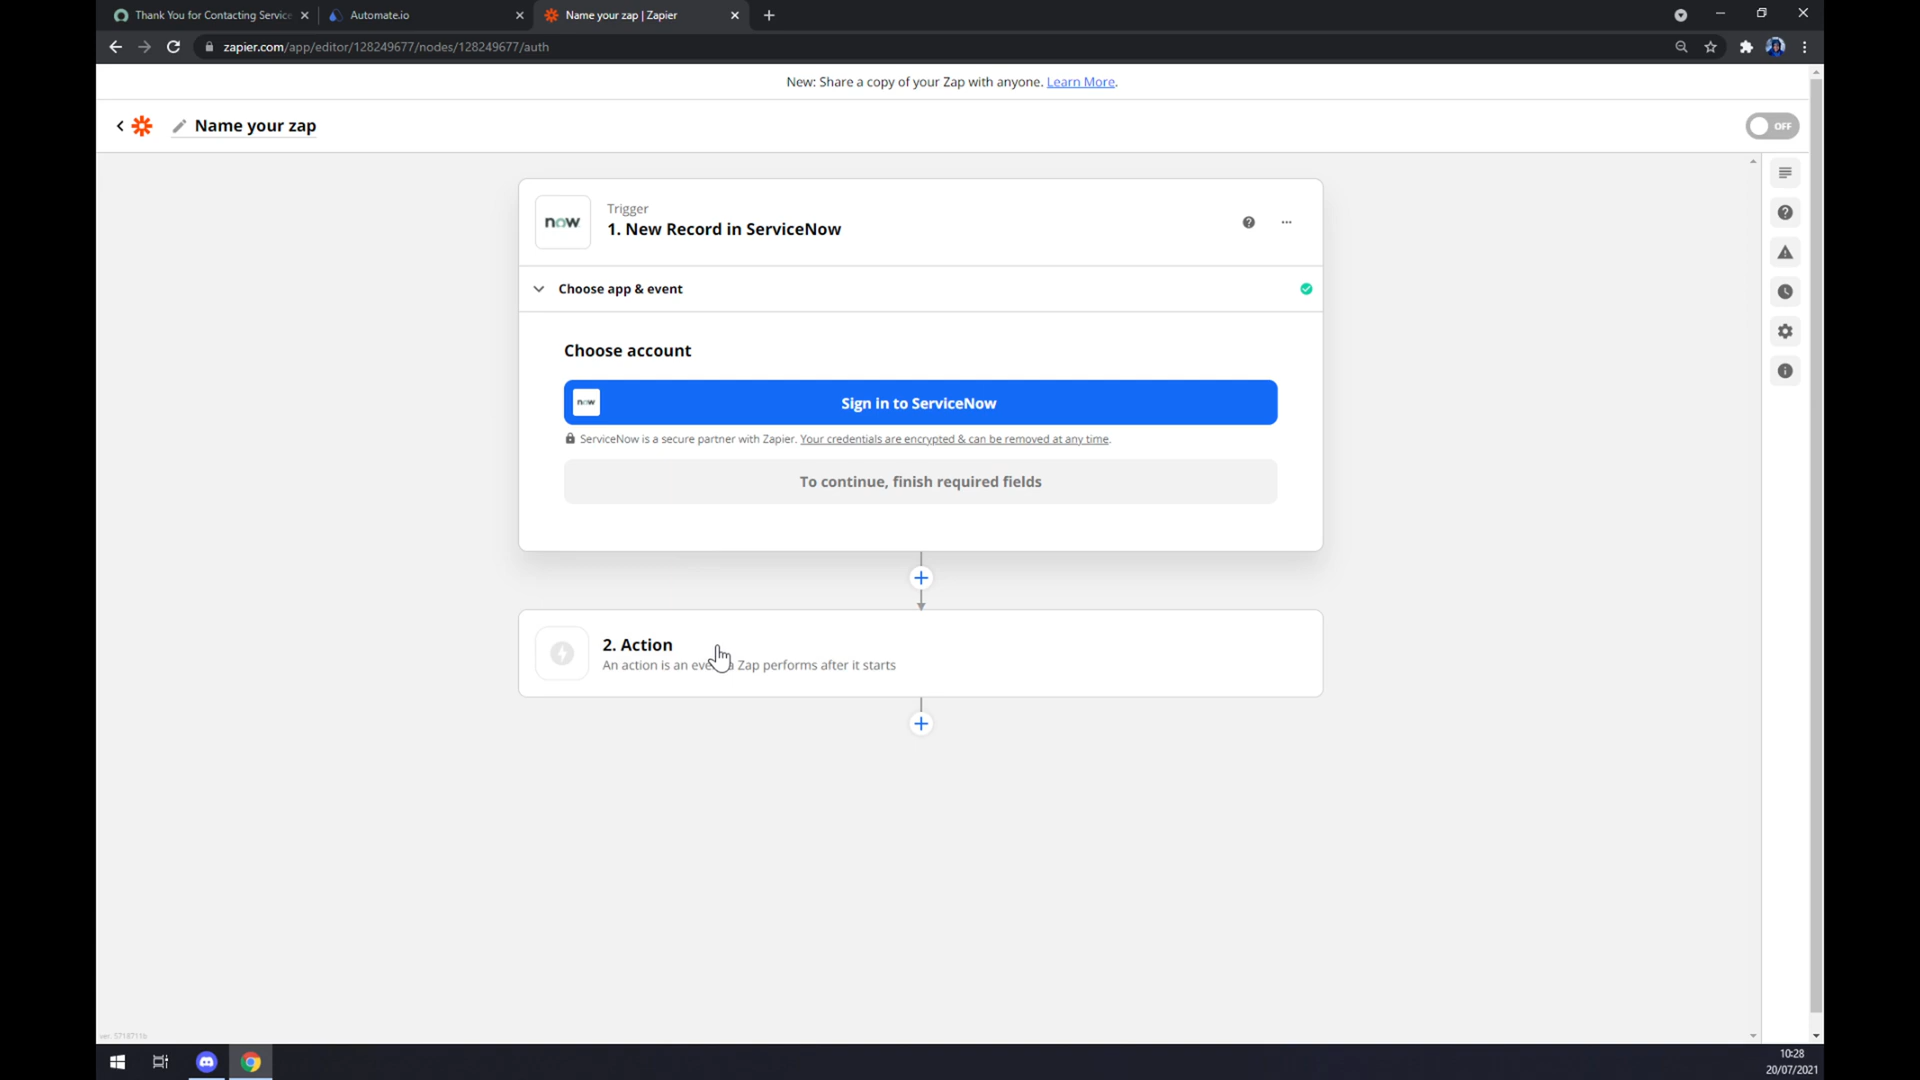 Thank You for Contacting Service
Automate.io
Name your zap | Zapier
zapier.com/app/editor/128249677/nodes/128249677/auth
New: Share a copy of your Zap with anyone. Learn More.
Name your zap
OFF
now
Trigger
1. New Record in ServiceNow
Choose app & event
Choose account
now
Sign in to ServiceNow
ServiceNow is a secure partner with Zapier. Your credentials are encrypted & can be removed at any time.
To continue, finish required fields
2. Action
An action is an eve a Zap performs after it starts
ver. 5718711b
10:28
20/07/2021